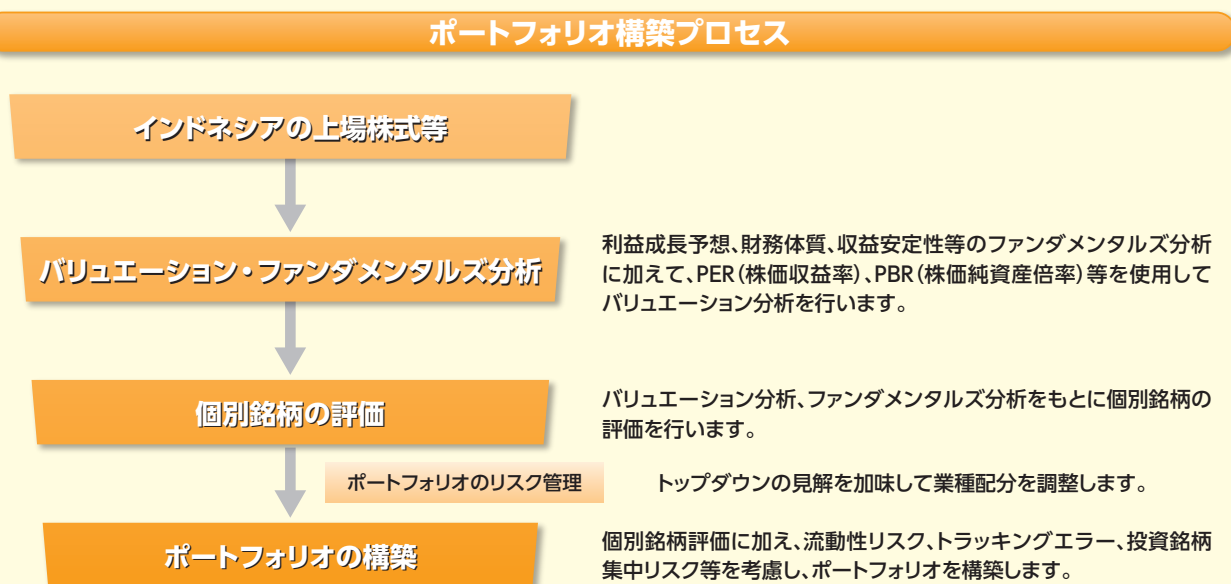 ポートフォリオ構築プロセス
インドネシアの上場株式等
バリュエーション・ファンダメンタルズ分析
利益成長予想、財務体質、収益安定性等のファンダメンタルズ分析
に加えて、PER(株価収益率)、PBR(株価純資産倍率)等を使用して
バリュエーション分析を行います。
個別銘柄の評価
バリュエーション分析、ファンダメンタルズ分析をもとに個別銘柄の
評価を行います。
ポートフォリオのリスク管理
トップダウンの見解を加味して業種配分を調整します。
ポートフォリオの構築
個別銘柄評価に加え、流動性リスク、トラッキングエラー、投資銘柄
集中リスク等を考慮し、ポートフォリオを構築します。